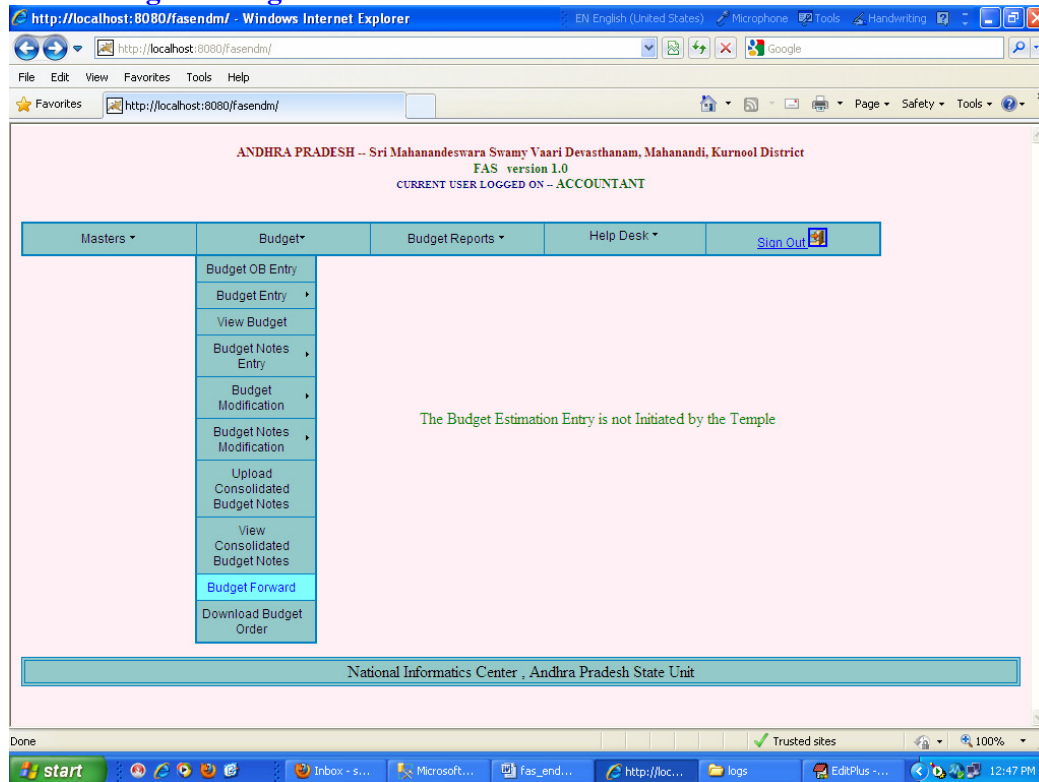 http://localhost:8080/fasendm/ - Windows Internet Explorer
EN English (United States) Microphone Tools Handwriting
http://localhost:8080/fasendm/
Google
File Edit View Favorites Tools Help
Favorites
http://localhost:8080/fasendm/
Page Safety Tools
ANDHRA PRADESH -- Sri Mahanandeswara Swamy Vaari Devasthanam, Mahanandi, Kurnool District
FAS version 1.0
CURRENT USER LOGGED ON -- ACCOUNTANT
Masters Budget Budget Reports Help Desk Sign Out
Budget OB Entry
Budget Entry
View Budget
Budget Notes
Entry
Budget
Modification
Budget Notes
Modification
Upload
Consolidated
Budget Notes
View
Consolidated
Budget Notes
Budget Forward
Download Budget
Order
The Budget Estimation Entry is not Initiated by the Temple
National Informatics Center , Andhra Pradesh State Unit
Done
Trusted sites
100%
start
Inbox - s...
Microsoft...
fas_end...
http://loc...
logs
EditPlus -...
12:47 PM